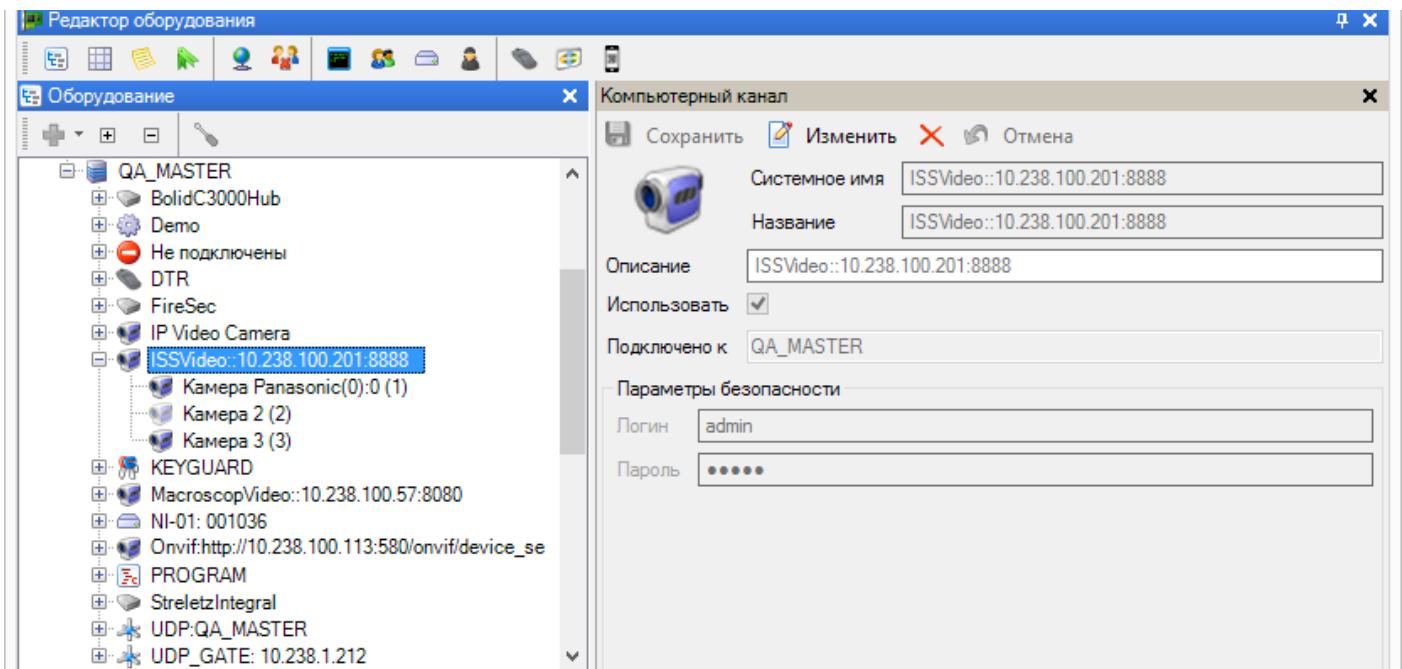 Редактор оборудования
Оборудование
QA_MASTER
BolidC3000Hub
Demo
Не подключены
DTR
FireSec
IP Video Camera
ISSVideo::10.238.100.201:8888
Камера Panasonic(0):0 (1)
Камера 2 (2)
Камера 3 (3)
KEYGUARD
MacroscopVideo::10.238.100.57:8080
NI-01: 001036
Onvif:http://10.238.100.113:580/onvif/device_se
PROGRAM
StreletzIntegral
UDP:QA_MASTER
UDP_GATE: 10.238.1.212
Компьютерный канал
Сохранить Изменить Отмена
Системное имя ISSVideo::10.238.100.201:8888
Название ISSVideo::10.238.100.201:8888
Описание ISSVideo::10.238.100.201:8888
Использовать
Подключено к QA_MASTER
Параметры безопасности
Логин admin
Пароль •••••